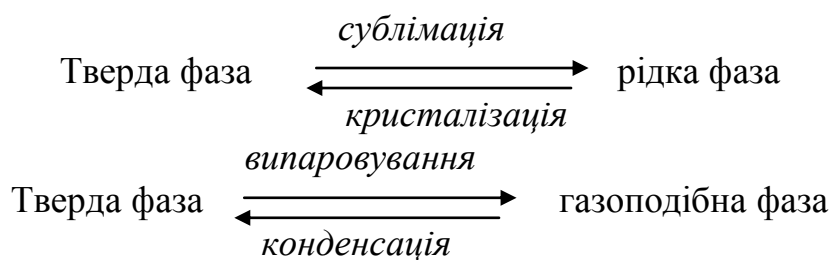 сублімація
Тверда фаза рідка фаза
кристалізація
випаровування
Тверда фаза газоподібна фаза
конденсація